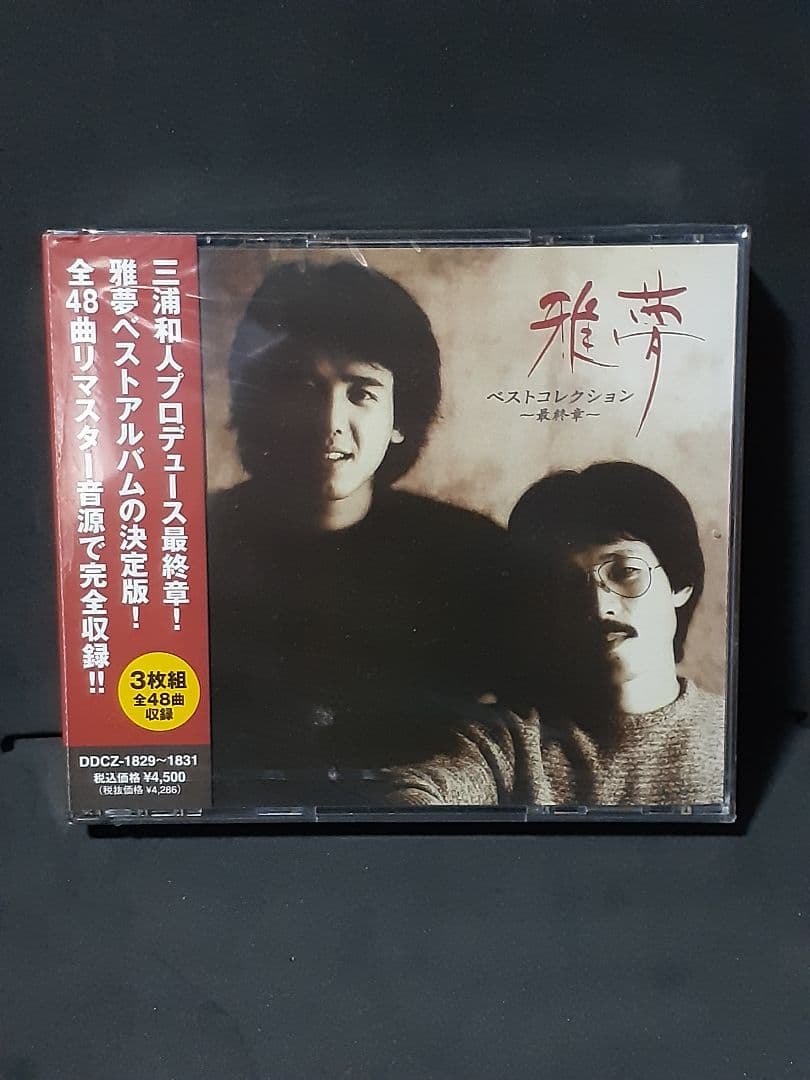 三浦和人プロデュース最終章！
雅夢ベストアルバムの決定版！
全48曲リマスター音源で完全収録!!
3枚組
全48曲
収録
DDCZ-1829〜1831
税込価格 ¥4,500
（税抜価格 ¥4,286）
雅夢
ベストコレクション
〜最終章〜